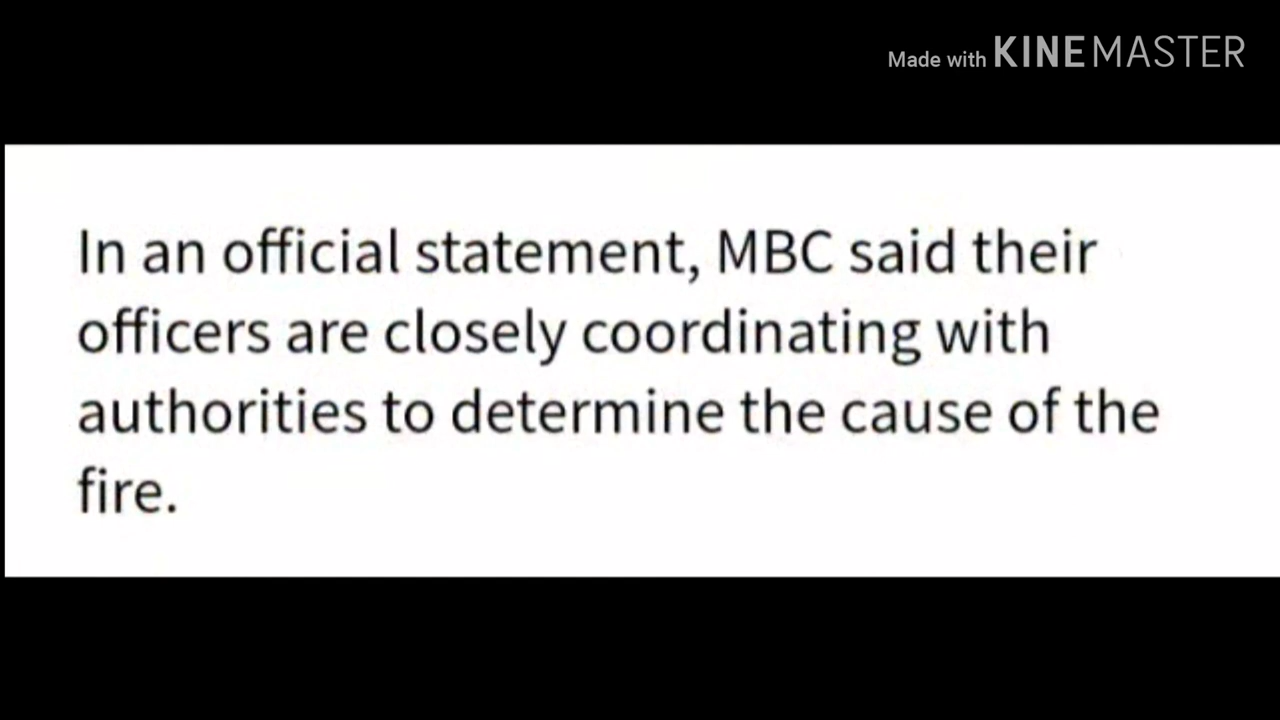 Made with KINEMASTER
In an official statement, MBC said their
officers are closely coordinating with
authorities to determine the cause of the
fire.